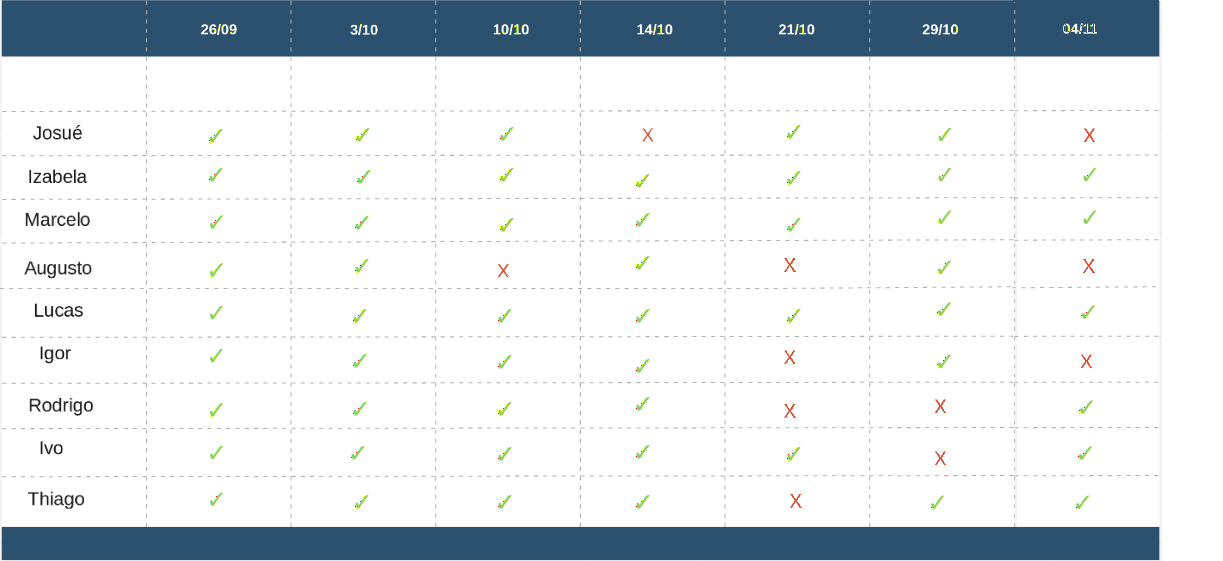 26/09 3/10 10/10 14/10 21/10 29/10 04/11
Josué ✓ ✓ ✓ X ✓ ✓ X
Izabela ✓ ✓ ✓ ✓ ✓ ✓ ✓
Marcelo ✓ ✓ ✓ ✓ ✓ ✓ ✓
Augusto ✓ ✓ X ✓ X ✓ X
Lucas ✓ ✓ ✓ ✓ ✓ ✓ ✓
Igor ✓ ✓ ✓ ✓ X ✓ X
Rodrigo ✓ ✓ ✓ ✓ X X ✓
Ivo ✓ ✓ ✓ ✓ ✓ X ✓
Thiago ✓ ✓ ✓ ✓ X ✓ ✓